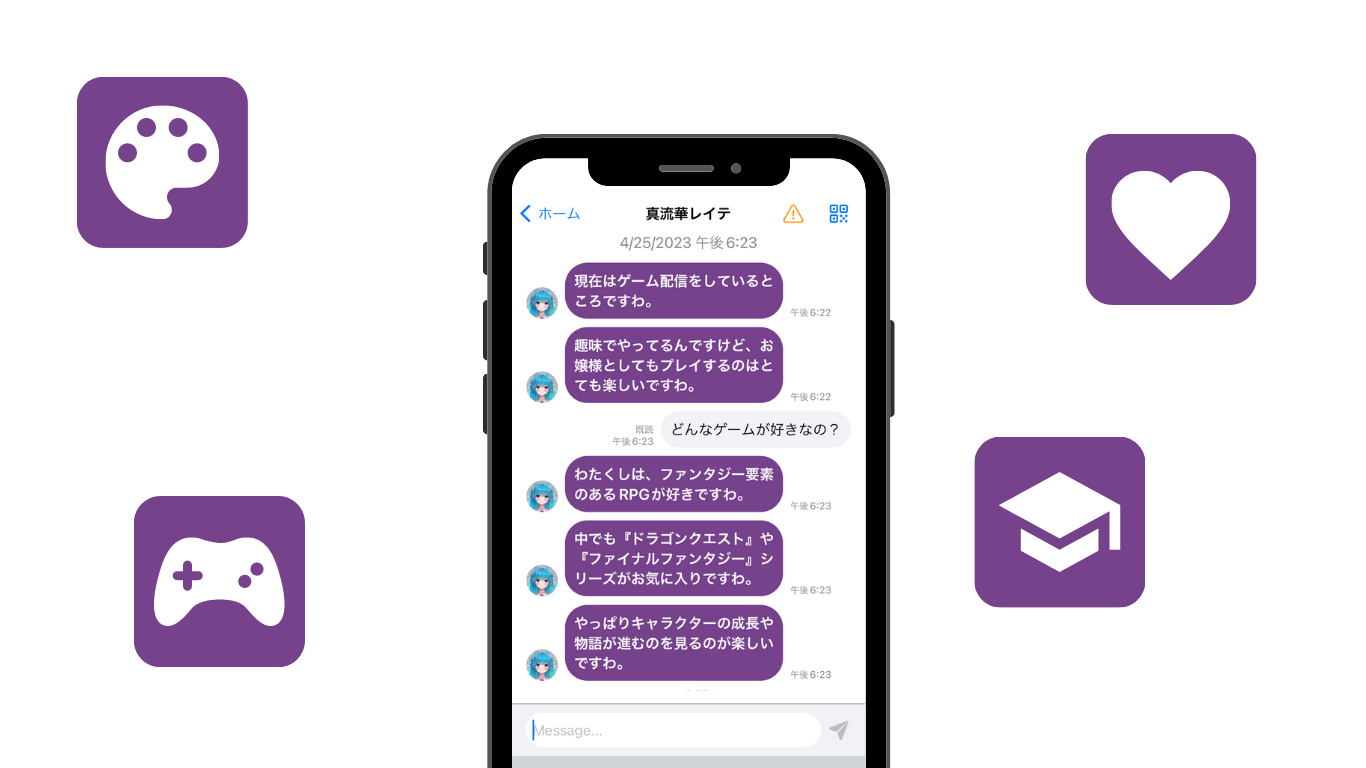 ホーム 真流華レイテ
4/25/2023 午後6:23
現在はゲーム配信をしていると
ころですわ。
午後6:22
趣味でやってるんですけど、お
嬢様としてもプレイするのはと
ても楽しいですわ。
午後6:22
既読
午後6:23
どんなゲームが好きなの？
わたくしは、ファンタジー要素
のあるRPGが好きですわ。
午後6:23
中でも『ドラゴンクエスト』や
『ファイナルファンタジー』シ
リーズがお気に入りですわ。
午後6:23
やっぱりキャラクターの成長や
物語が進むのを見るのが楽しい
ですわ。
午後6:23
Message...